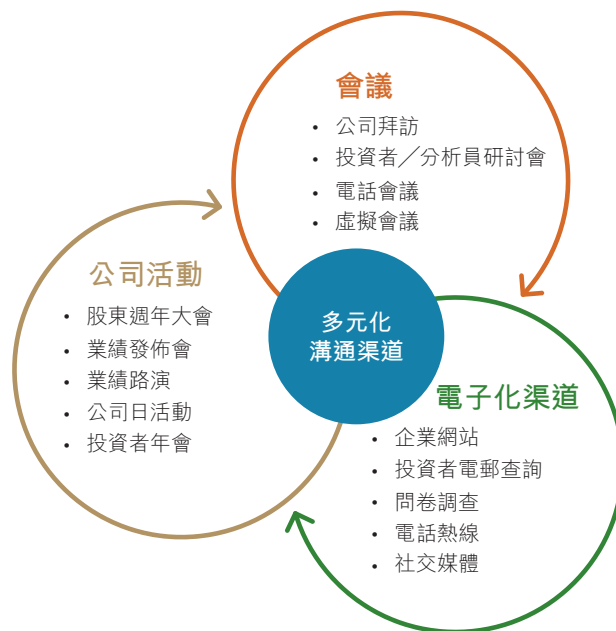 會議
• 公司拜訪
• 投資者／分析員研討會
• 電話會議
• 虛擬會議
公司活動
• 股東週年大會
• 業績發佈會
• 業績路演
• 公司日活動
• 投資者年會
多元化
溝通渠道
電子化渠道
• 企業網站
• 投資者電郵查詢
• 問卷調查
• 電話熱線
• 社交媒體